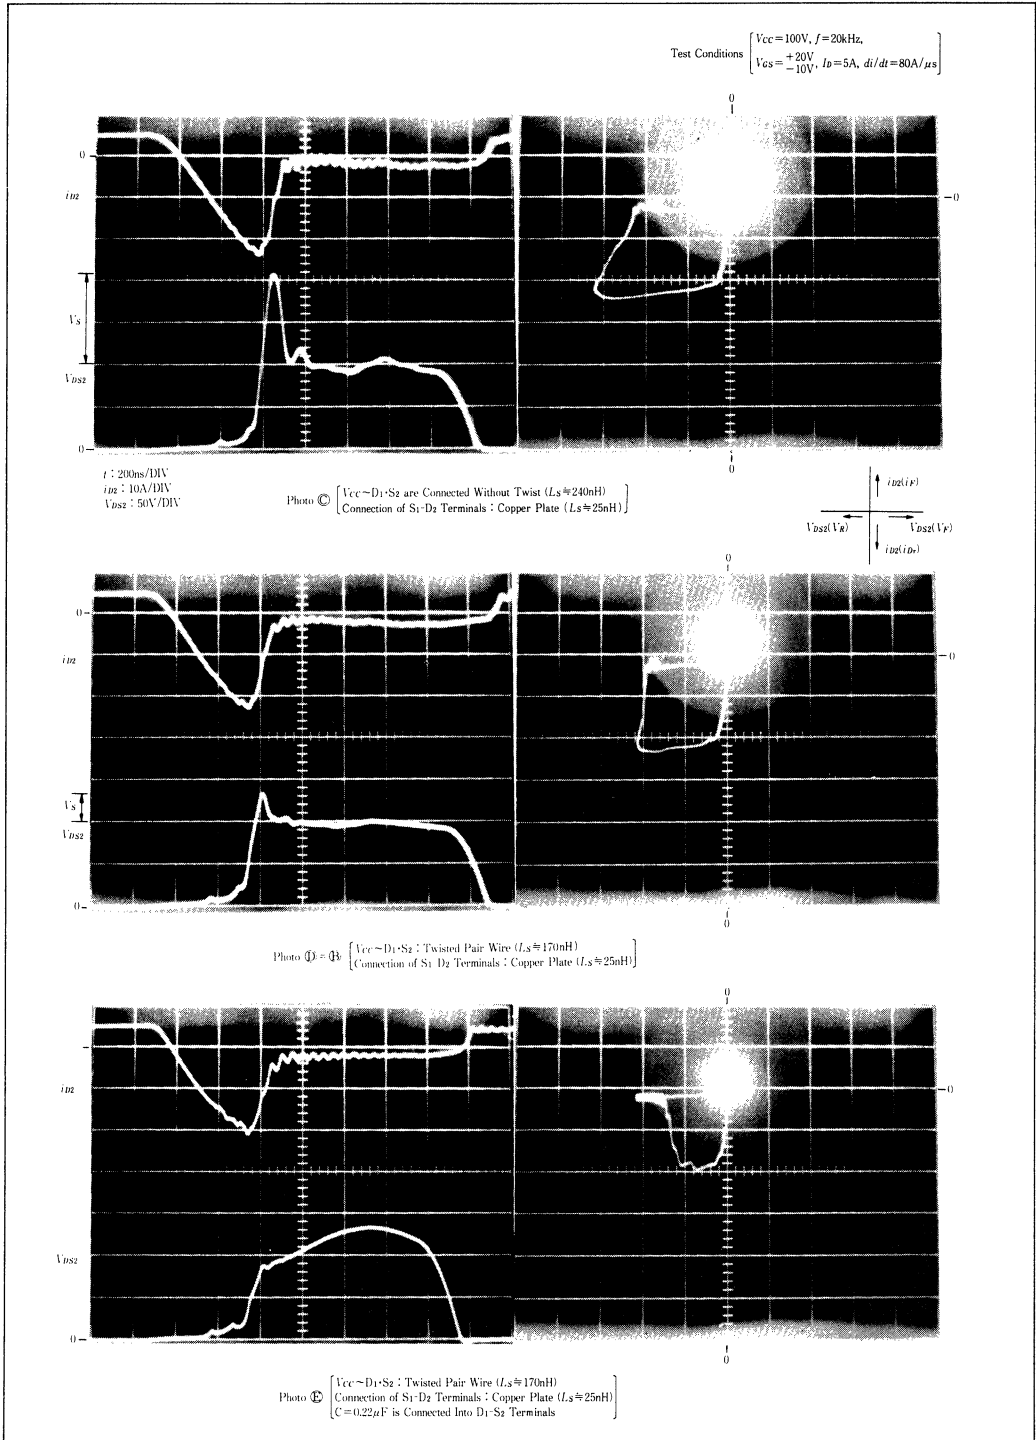 Test Conditions [Vcc=100V, f=20kHz,
VGS=+20V −10V, ID=5A, di/dt=80A/μs]
0
0
iD2
VS
VDS2
0
0
0
t : 200ns/DIV
iD2 : 10A/DIV
VDS2 : 50V/DIV
Photo Ⓒ [Vcc~D1·S2 are Connected Without Twist (Ls≒240nH)
Connection of S1-D2 Terminals : Copper Plate (Ls≒25nH)]
iD2(iF)
VDS2(VR) VDS2(VF)
iD2(iDr)
0
0
iD2
VS
VDS2
0
0
0
Photo Ⓓ = Ⓑ [Vcc~D1·S2 : Twisted Pair Wire (Ls≒170nH)
Connection of S1-D2 Terminals : Copper Plate (Ls≒25nH)]
0
iD2
0
VDS2
0
0
Photo Ⓔ [Vcc~D1·S2 : Twisted Pair Wire (Ls≒170nH)
Connection of S1-D2 Terminals : Copper Plate (Ls≒25nH)
C=0.22μF is Connected Into D1-S2 Terminals]